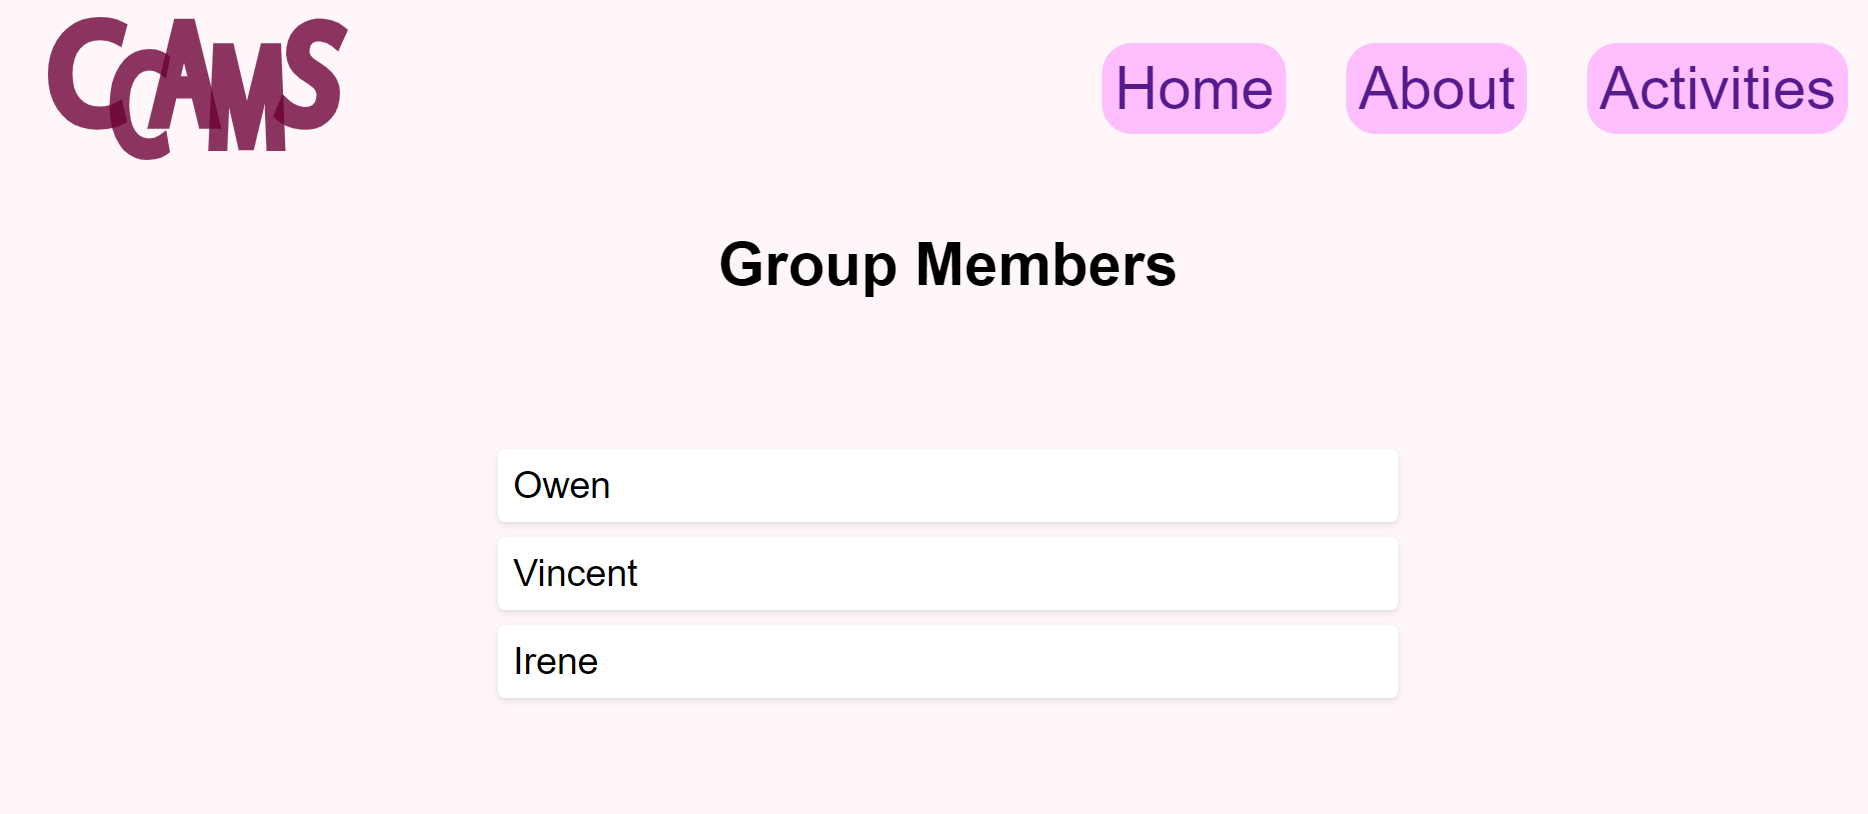 CCAMS
Home About Activities
Group Members
Owen
Vincent
Irene